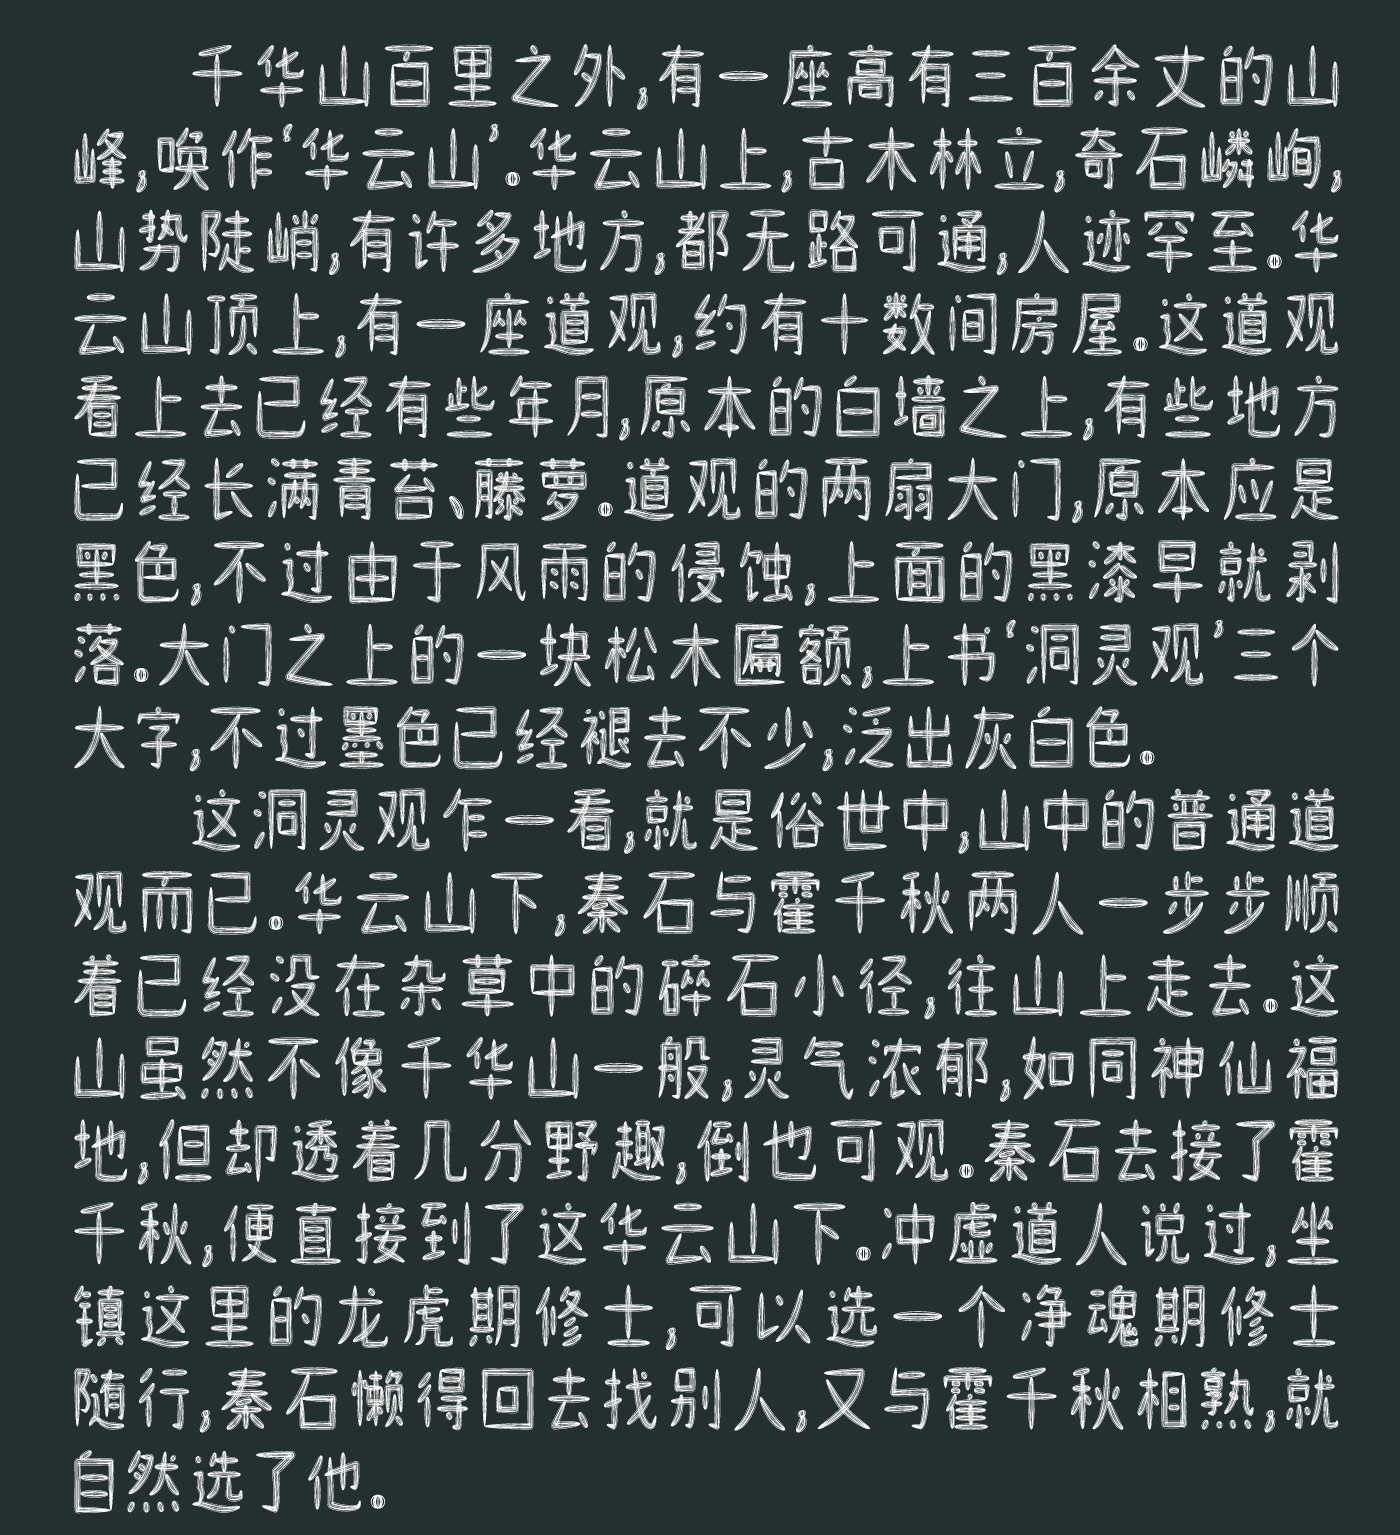 千华山百里之外,有一座高有三百余丈的山
峰,唤作‘华云山’。华云山上,古木林立,奇石嶙峋,
山势陡峭,有许多地方,都无路可通,人迹罕至。华
云山顶上,有一座道观,约有十数间房屋。这道观
看上去已经有些年月,原本的白墙之上,有些地方
已经长满青苔、藤萝。道观的两扇大门,原本应是
黑色,不过由于风雨的侵蚀,上面的黑漆早就剥
落。大门之上的一块松木匾额,上书‘洞灵观’三个
大字,不过墨色已经褪去不少,泛出灰白色。
这洞灵观乍一看,就是俗世中,山中的普通道
观而已。华云山下,秦石与霍千秋两人一步步顺
着已经没在杂草中的碎石小径,往山上走去。这
山虽然不像千华山一般,灵气浓郁,如同神仙福
地,但却透着几分野趣,倒也可观。秦石去接了霍
千秋,便直接到了这华云山下。冲虚道人说过,坐
镇这里的龙虎期修士,可以选一个净魂期修士
随行,秦石懒得回去找别人,又与霍千秋相熟,就
自然选了他。